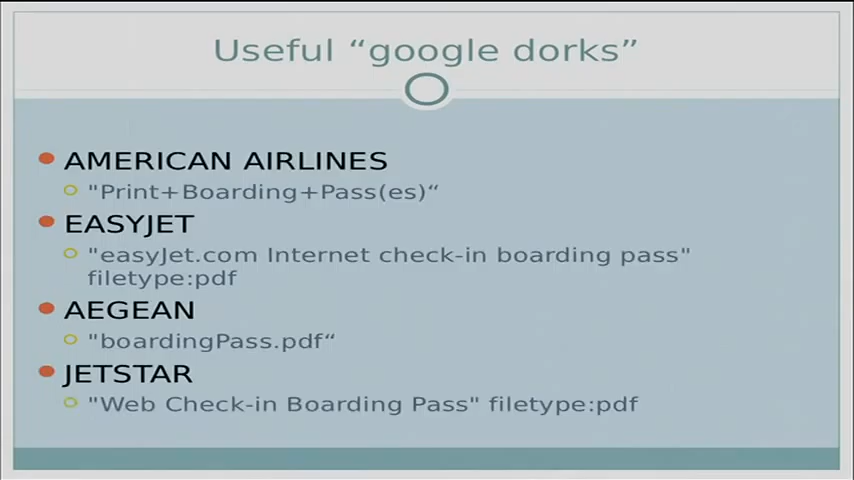 Useful “google dorks”
AMERICAN AIRLINES
"Print+Boarding+Pass(es)“
EASYJET
"easyJet.com Internet check-in boarding pass"
filetype:pdf
AEGEAN
"boardingPass.pdf“
JETSTAR
"Web Check-in Boarding Pass" filetype:pdf